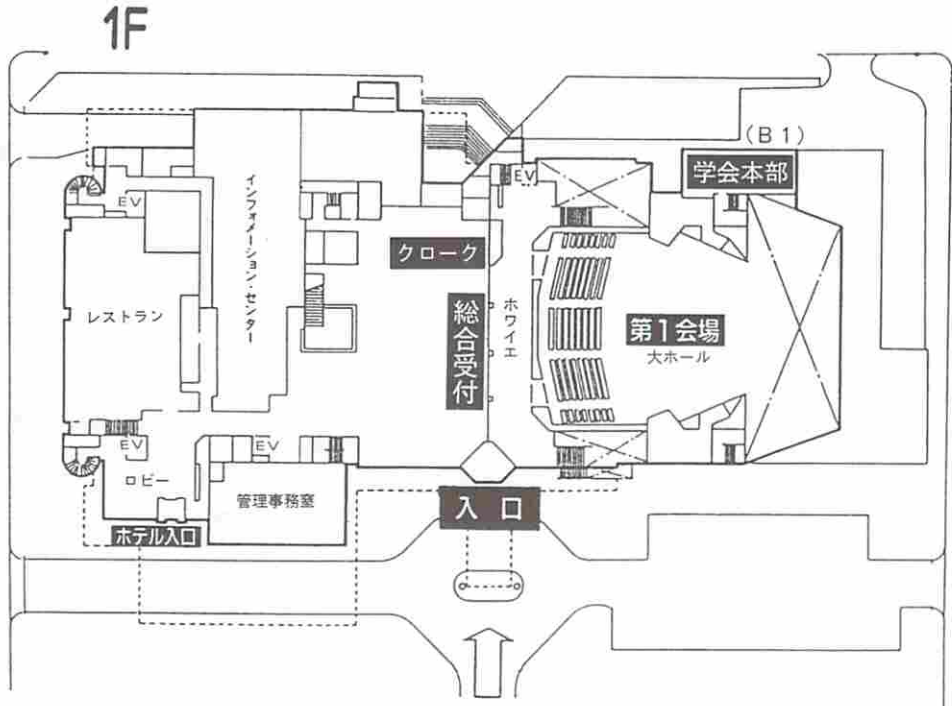 1F
(B1)
学会本部
EV
EV
インフォメーション・センター
クローク
総合受付
ホワイエ
第1会場
大ホール
レストラン
EV
EV
ロビー
管理事務室
入口
ホテル入口